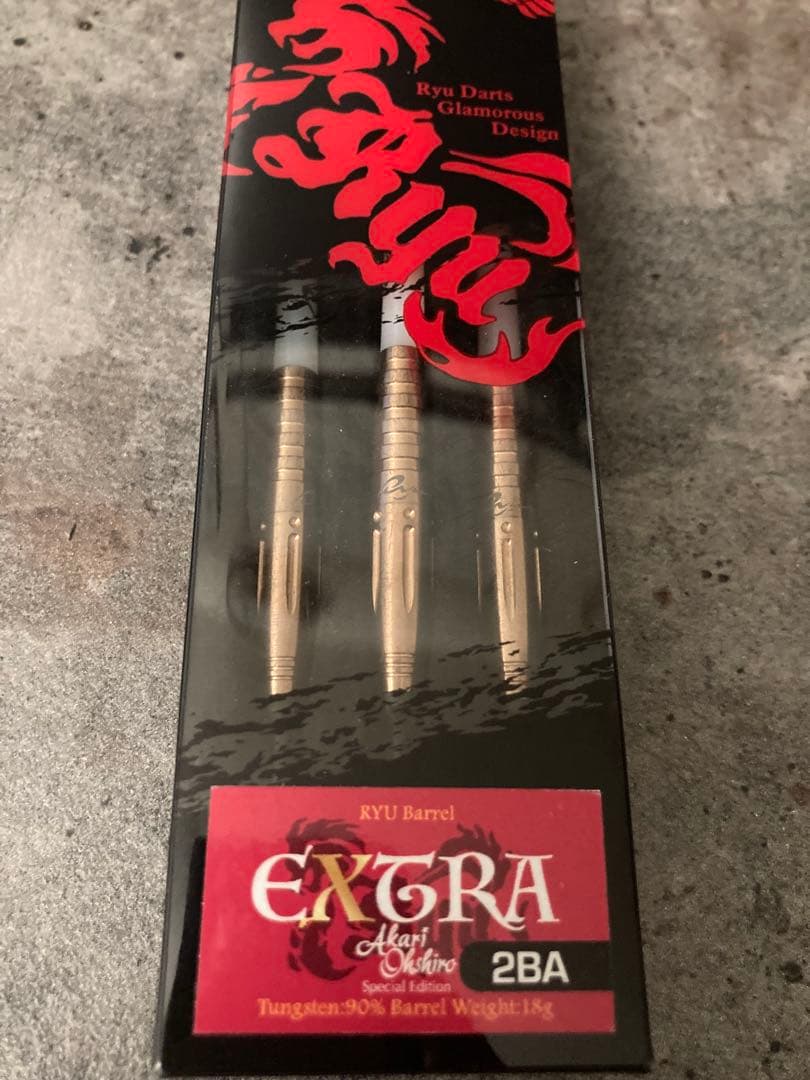 Ryu Darts
Glamorous
Design
Ryu
RYU Barrel
EXTRA
Akari
Ohshiro
2BA
Special Edition
Tungsten:90% Barrel Weight:18g